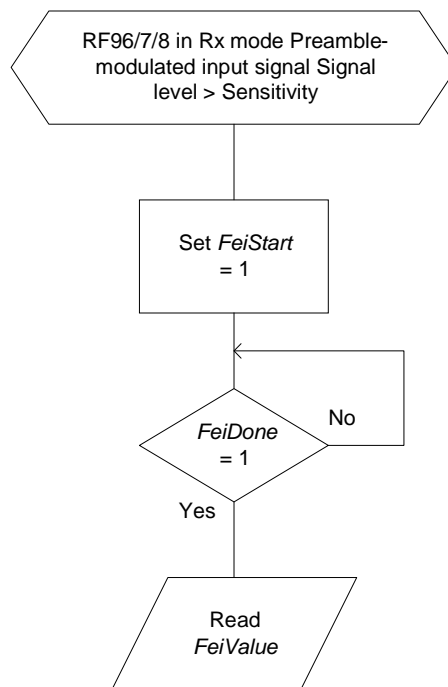 RF96/7/8 in Rx mode Preamble-
modulated input signal Signal
level > Sensitivity
Set FeiStart
= 1
No
FeiDone
= 1
Yes
Read
FeiValue